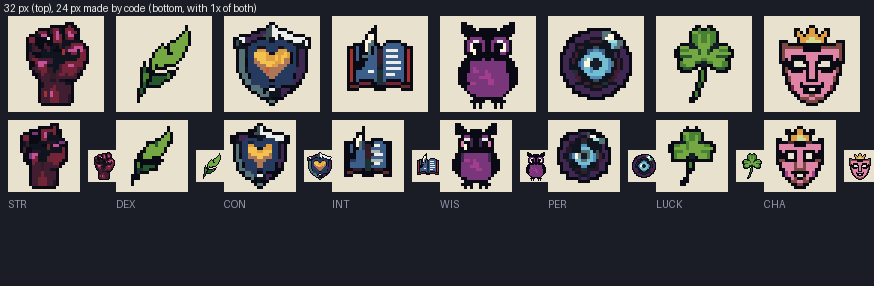 32 px (top), 24 px made by code (bottom, with 1x of both)
STR DEX CON INT WIS PER LUCK CHA